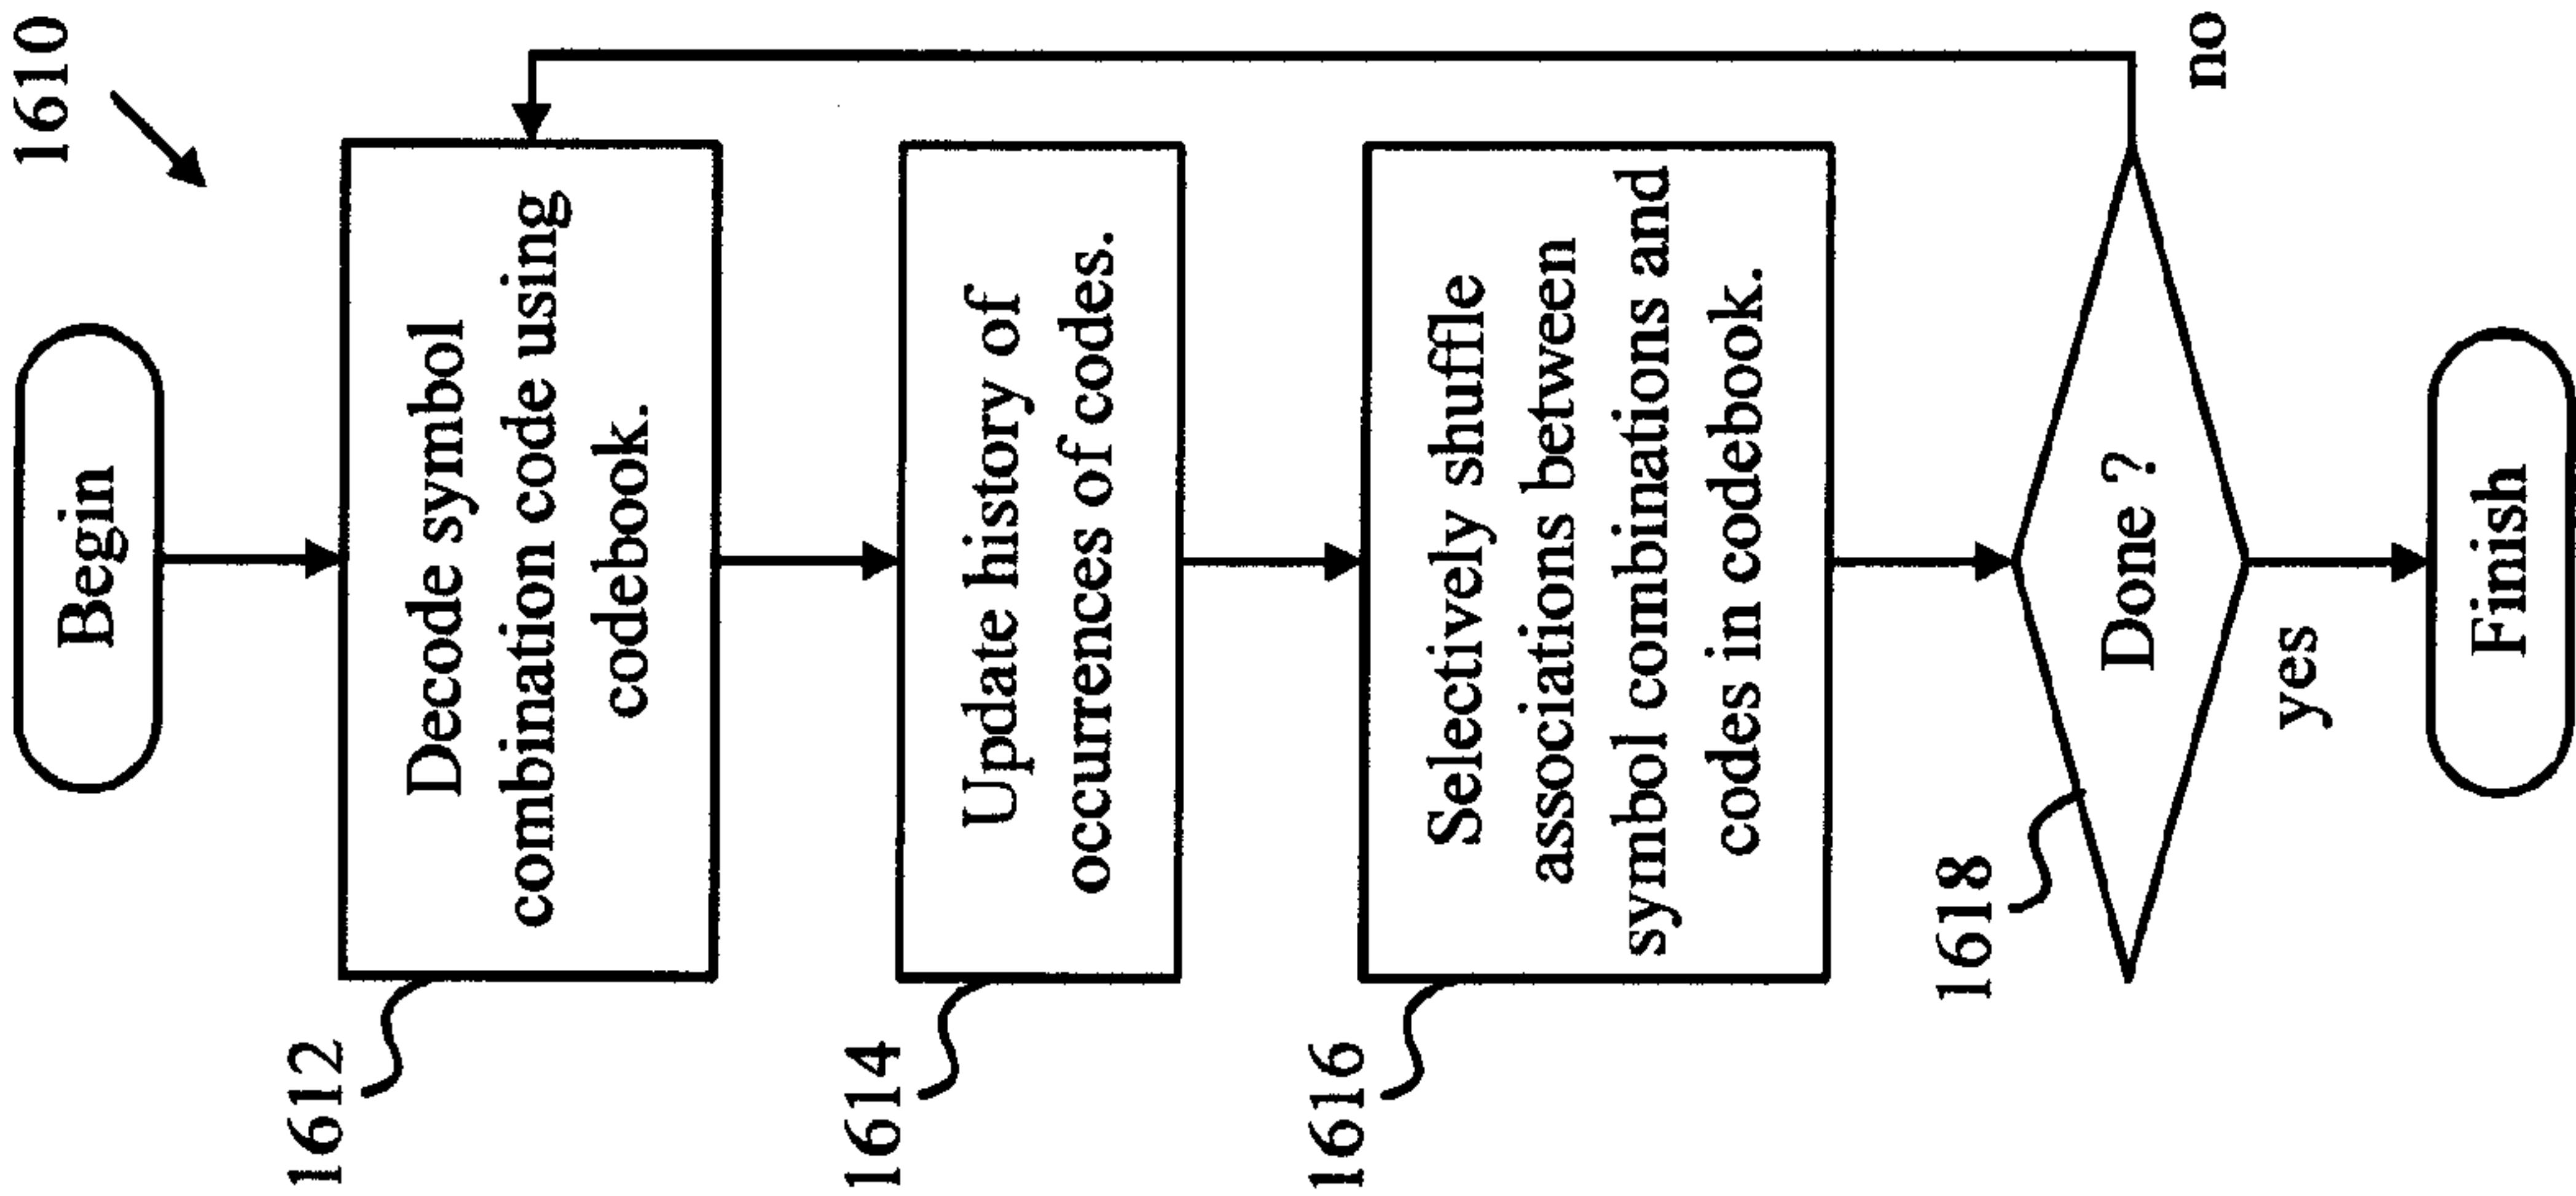 1610
Begin
1612
Decode symbol
combination code using
codebook.
1614
Update history of
occurrences of codes.
1616
Selectively shuffle
associations between
symbol combinations and
codes in codebook.
1618
Done ?
no
yes
Finish